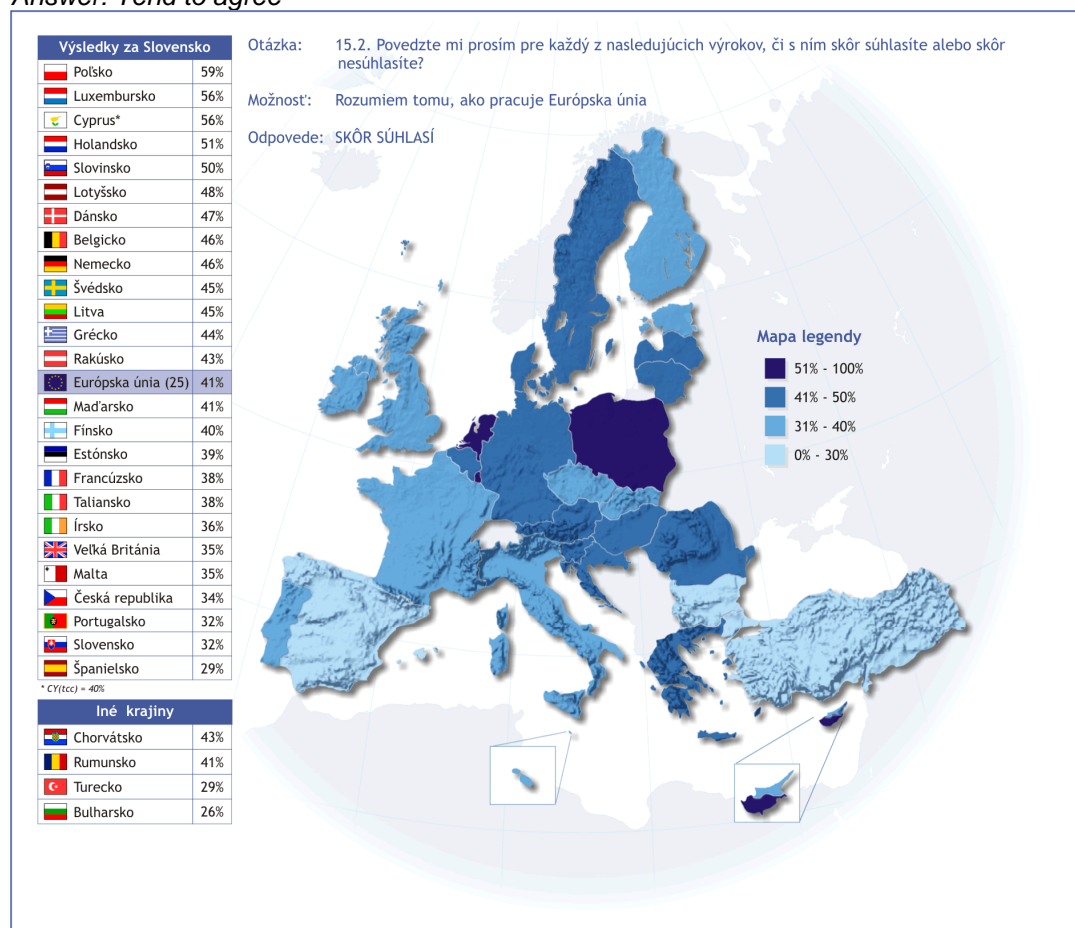 Answer: Tend to agree
Výsledky za Slovensko
Poľsko 59%
Luxembursko 56%
Cyprus* 56%
Holandsko 51%
Slovinsko 50%
Lotyšsko 48%
Dánsko 47%
Belgicko 46%
Nemecko 46%
Švédsko 45%
Litva 45%
Grécko 44%
Rakúsko 43%
Európska únia (25) 41%
Maďarsko 41%
Fínsko 40%
Estónsko 39%
Francúzsko 38%
Taliansko 38%
Írsko 36%
Veľká Británia 35%
Malta 35%
Česká republika 34%
Portugalsko 32%
Slovensko 32%
Španielsko 29%
* CY(tcc) = 40%
Iné krajiny
Chorvátsko 43%
Rumunsko 41%
Turecko 29%
Bulharsko 26%
Otázka: 15.2. Povedzte mi prosím pre každý z nasledujúcich výrokov, či s ním skôr súhlasíte alebo skôr
nesúhlasíte?
Možnosť: Rozumiem tomu, ako pracuje Európska únia
Odpovede: SKÔR SÚHLASÍ
Mapa legendy
51% - 100%
41% - 50%
31% - 40%
0% - 30%